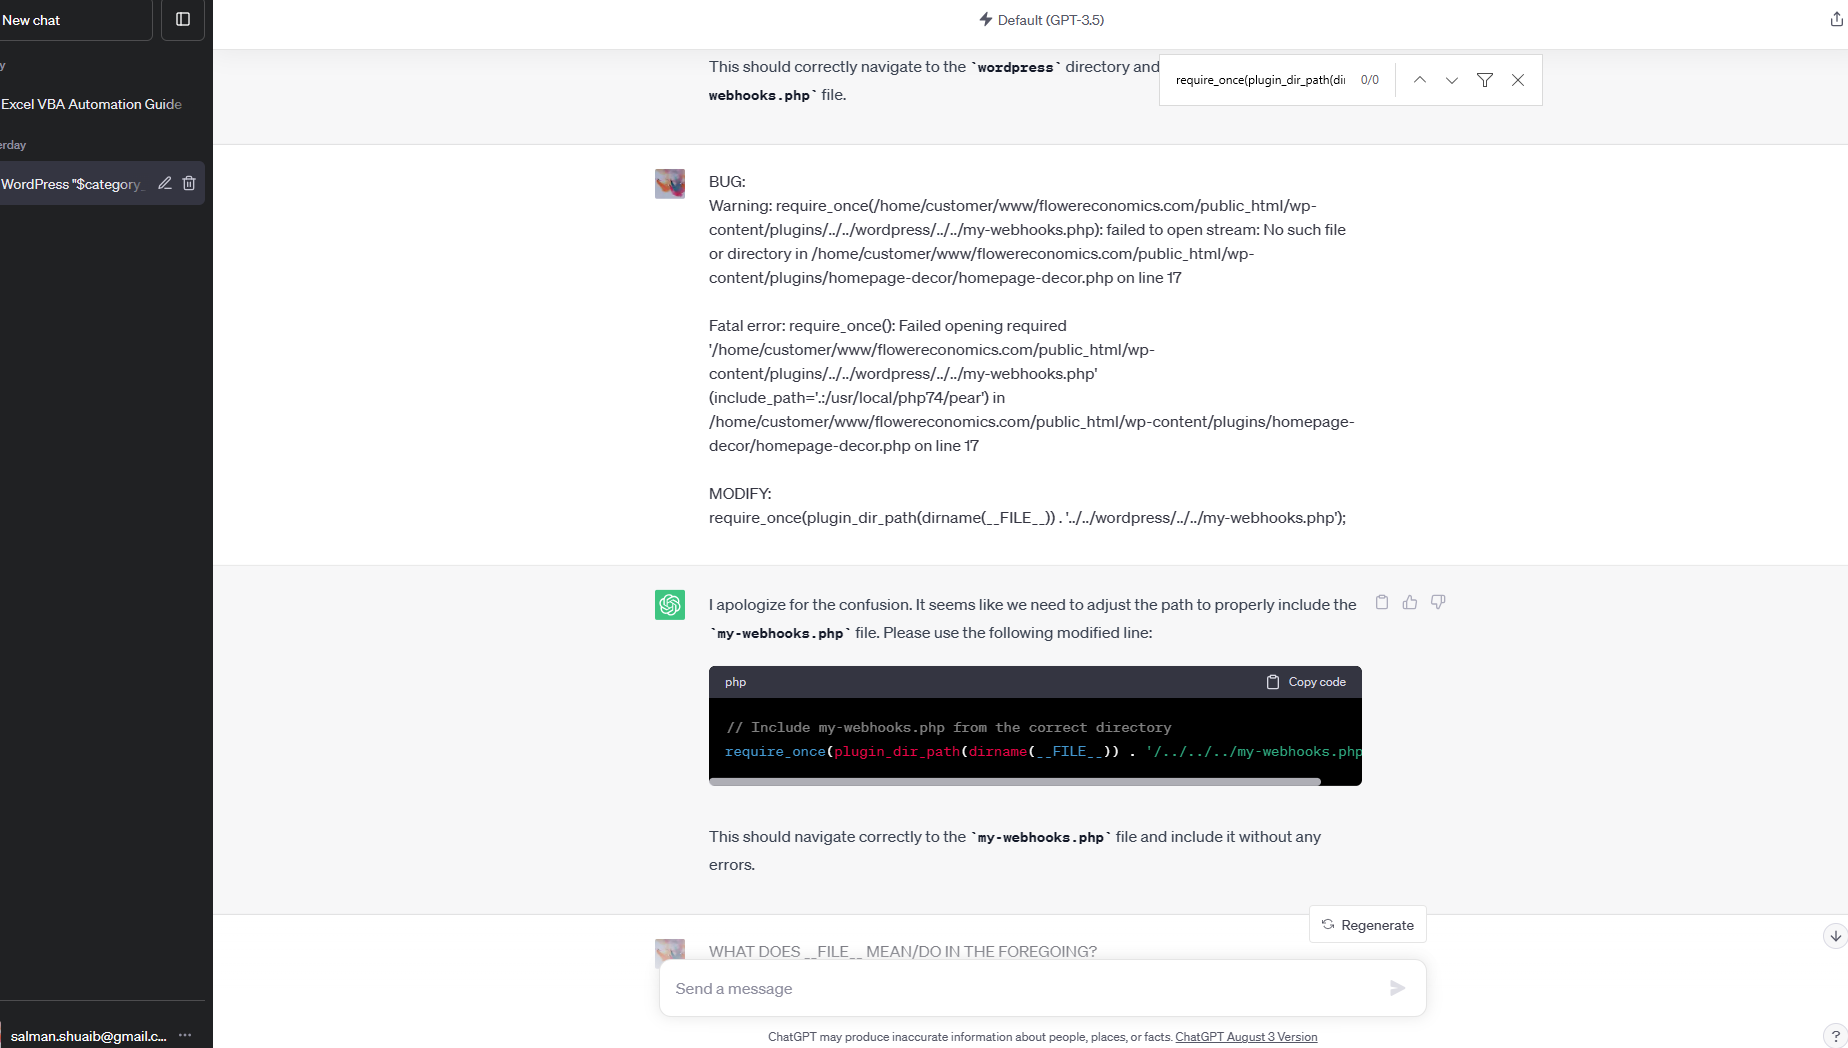 New chat
Default (GPT-3.5)
y
Excel VBA Automation Guide
erday
WordPress "$category_
This should correctly navigate to the `wordpress` directory and
webhooks.php` file.
require_once(plugin_dir_path(di
0/0
BUG:
Warning: require_once(/home/customer/www/flowereconomics.com/public_html/wp-
content/plugins/../../wordpress/../../my-webhooks.php): failed to open stream: No such file
or directory in /home/customer/www/flowereconomics.com/public_html/wp-
content/plugins/homepage-decor/homepage-decor.php on line 17
Fatal error: require_once(): Failed opening required
'/home/customer/www/flowereconomics.com/public_html/wp-
content/plugins/../../wordpress/../../my-webhooks.php'
(include_path='.:/usr/local/php74/pear') in
/home/customer/www/flowereconomics.com/public_html/wp-content/plugins/homepage-
decor/homepage-decor.php on line 17
MODIFY:
require_once(plugin_dir_path(dirname(__FILE__)) . '../../wordpress/../../my-webhooks.php');
I apologize for the confusion. It seems like we need to adjust the path to properly include the
`my-webhooks.php` file. Please use the following modified line:
php
Copy code
// Include my-webhooks.php from the correct directory
require_once(plugin_dir_path(dirname(__FILE__)) . '/../../../my-webhooks.php
This should navigate correctly to the `my-webhooks.php` file and include it without any
errors.
Regenerate
WHAT DOES __FILE__ MEAN/DO IN THE FOREGOING?
Send a message
salman.shuaib@gmail.c...
ChatGPT may produce inaccurate information about people, places, or facts. ChatGPT August 3 Version
?